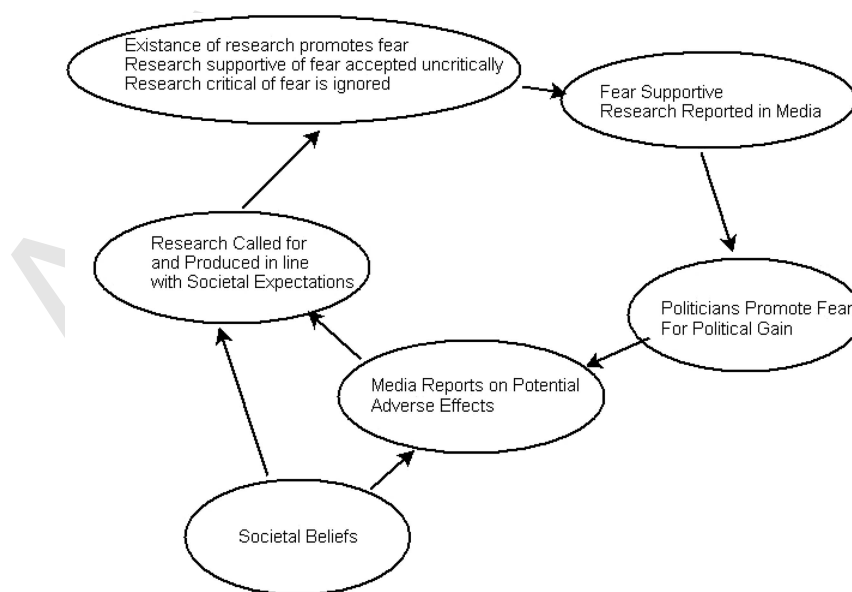 Existance of research promotes fear
Research supportive of fear accepted uncritically
Research critical of fear is ignored
Fear Supportive
Research Reported in Media
Research Called for
and Produced in line
with Societal Expectations
Politicians Promote Fear
For Political Gain
Media Reports on Potential
Adverse Effects
Societal Beliefs